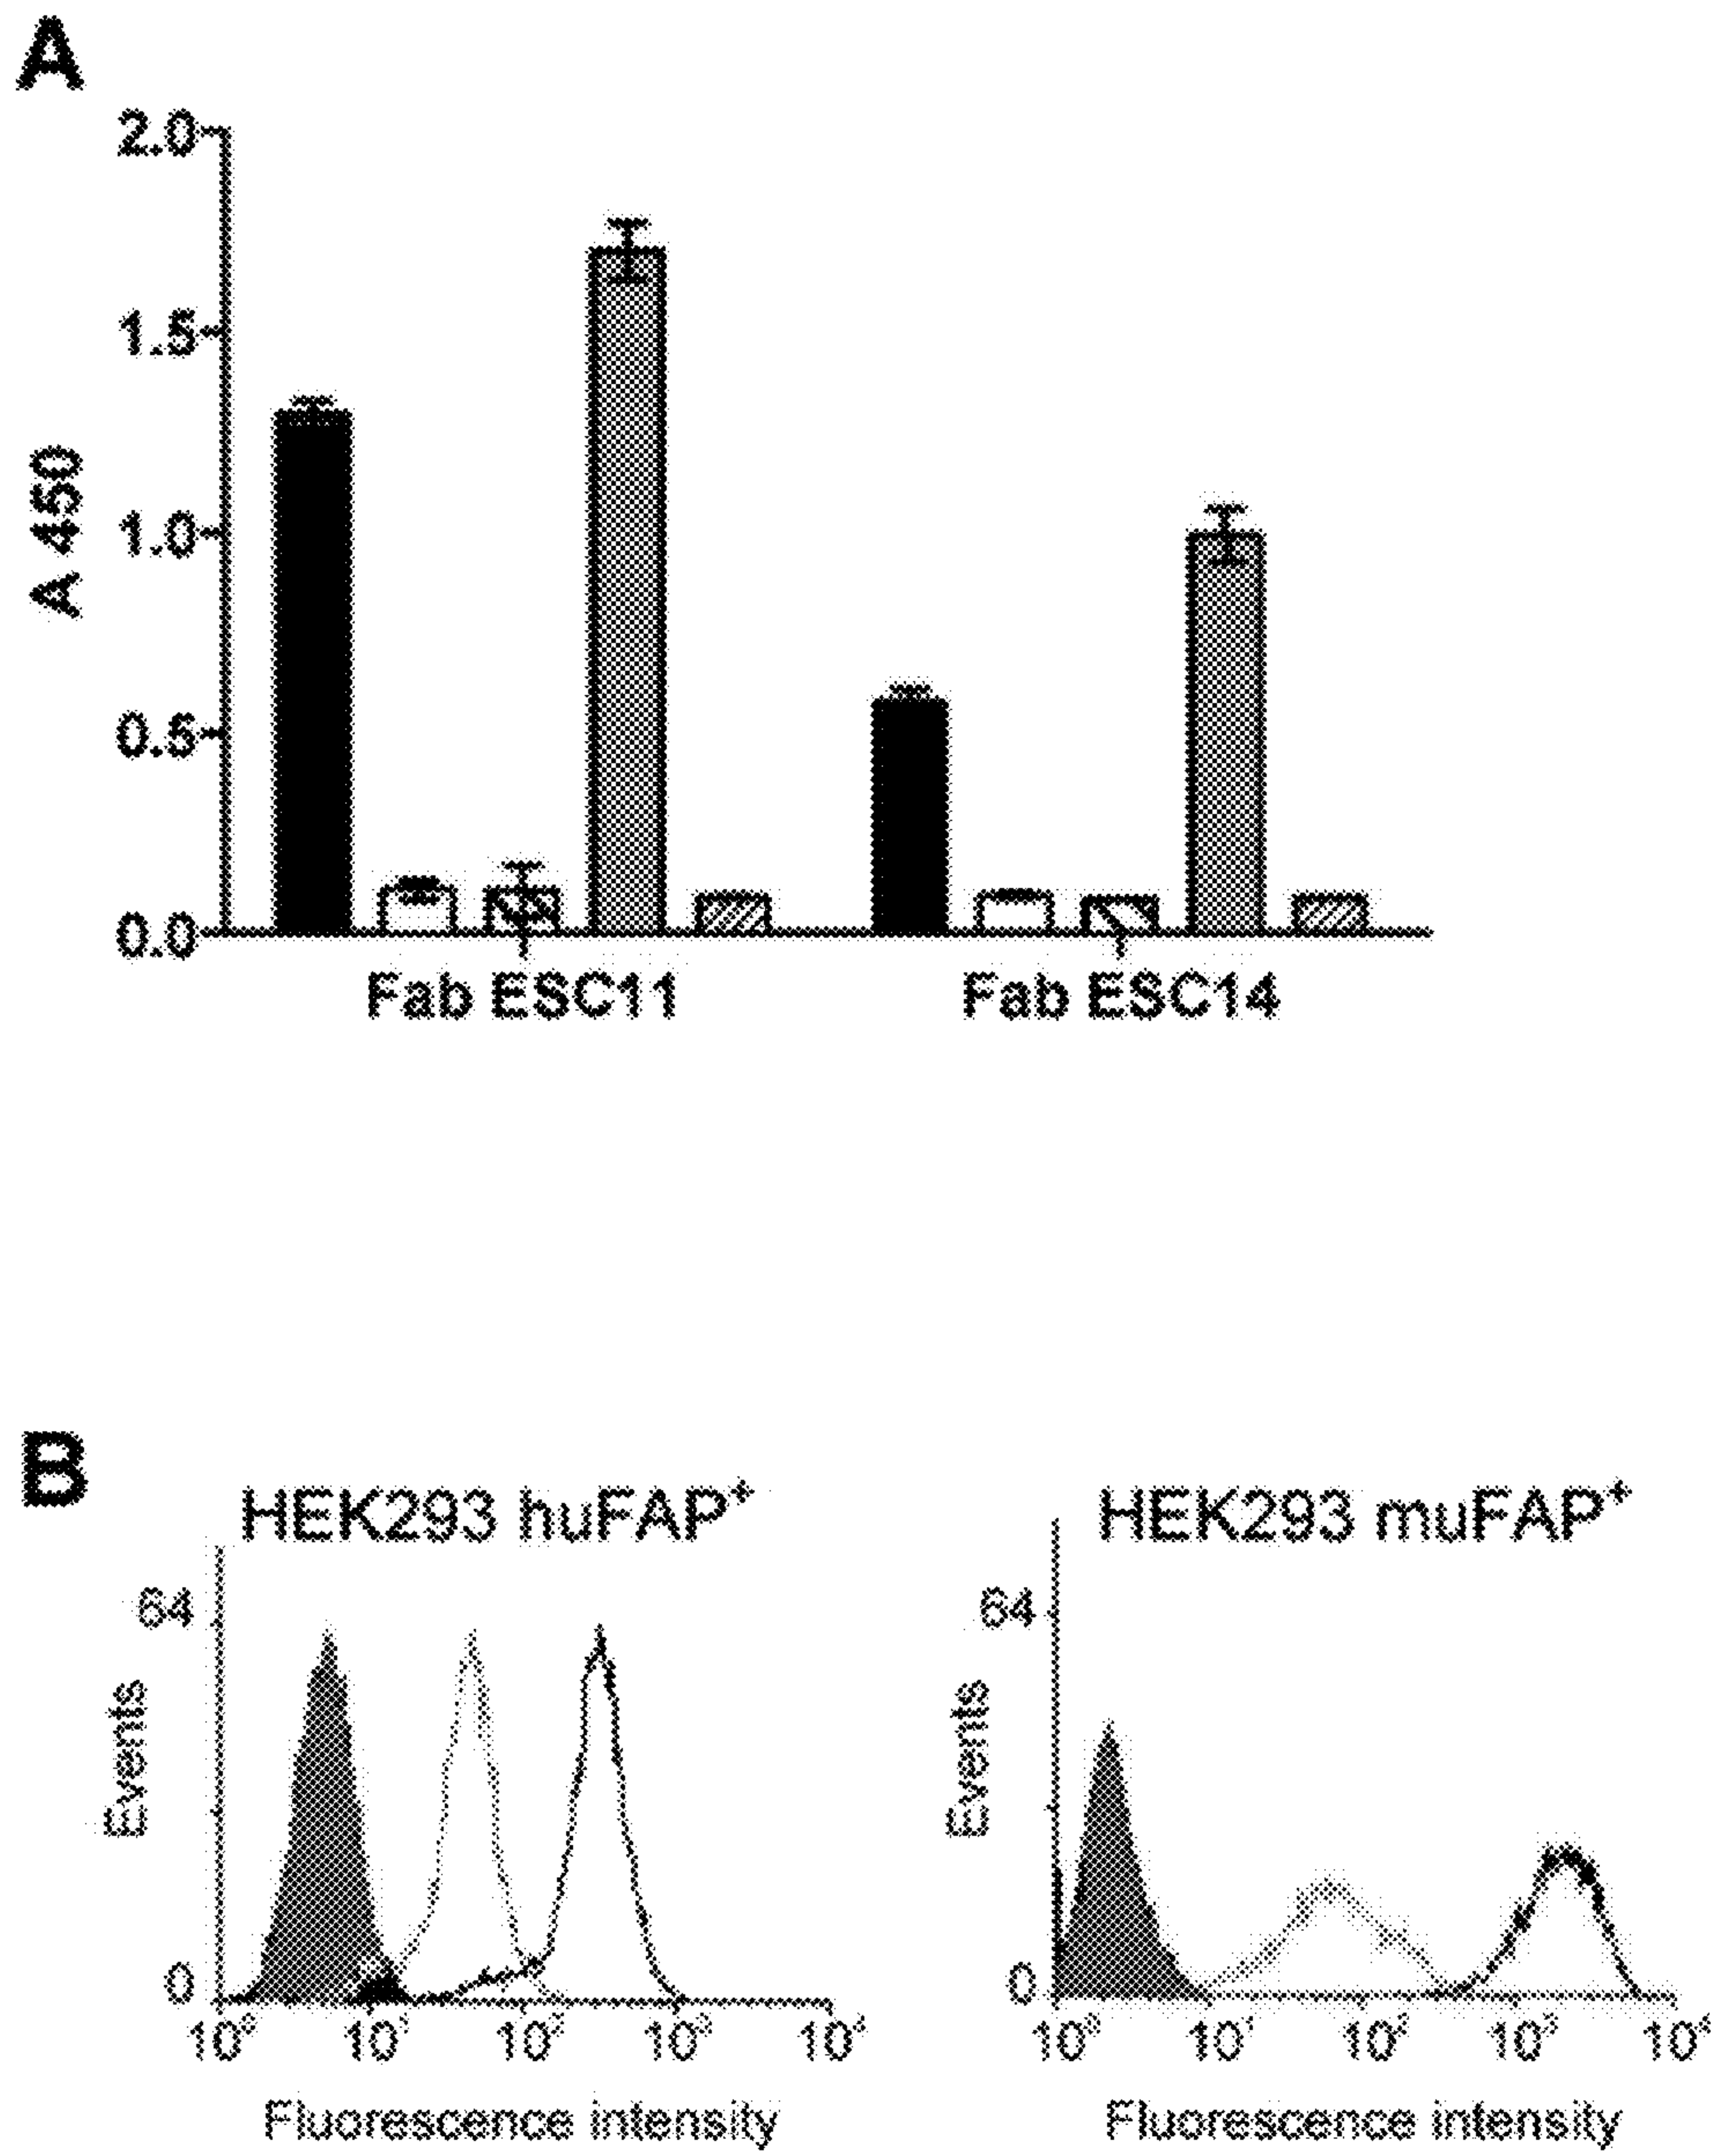 A
2.0
1.5
1.0
0.5
0.0
A 450
Fab ESC11 Fab ESC14
B
HEK293 huFAP⁺ HEK293 muFAP⁺
64 64
Events Events
0 0
10⁰ 10¹ 10² 10³ 10⁴ 10⁰ 10¹ 10² 10³ 10⁴
Fluorescence intensity Fluorescence intensity